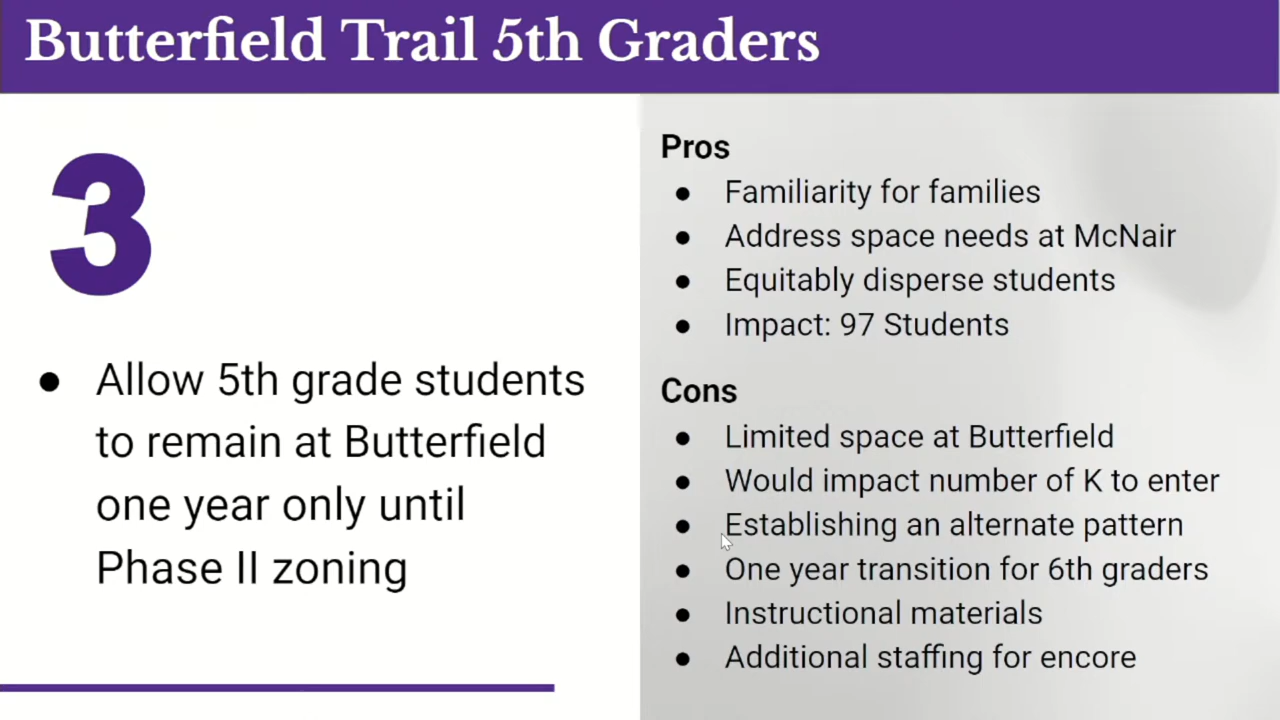 Butterfield Trail 5th Graders
3
● Allow 5th grade students
to remain at Butterfield
one year only until
Phase II zoning
Pros
● Familiarity for families
● Address space needs at McNair
● Equitably disperse students
● Impact: 97 Students
Cons
● Limited space at Butterfield
● Would impact number of K to enter
● Establishing an alternate pattern
● One year transition for 6th graders
● Instructional materials
● Additional staffing for encore